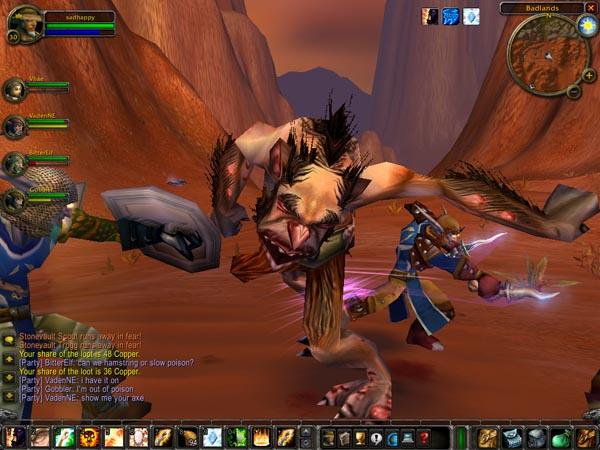 sadhappy
Badlands
N
30
Vitae
VadenNE
BitterElf
Gobbler
Stonevault Scout runs away in fear!
Stonevault Trogg runs away in fear!
Your share of the loot is 48 Copper.
[Party] BitterElf: can we hamstring or slow poison?
Your share of the loot is 36 Copper.
[Party] VadenNE: i have it on
[Party] Gobbler: I'm out of poison
[Party] VadenNE: show me your axe